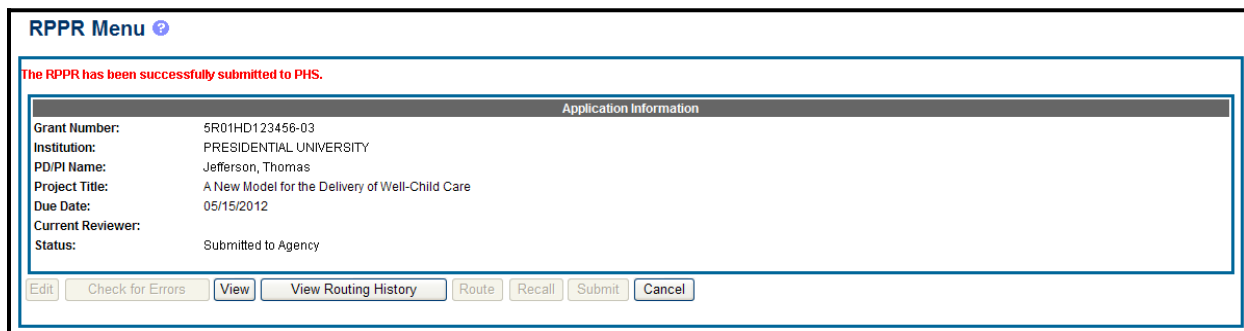 RPPR Menu ?
The RPPR has been successfully submitted to PHS.
Application Information
Grant Number: 5R01HD123456-03
Institution: PRESIDENTIAL UNIVERSITY
PD/PI Name: Jefferson, Thomas
Project Title: A New Model for the Delivery of Well-Child Care
Due Date: 05/15/2012
Current Reviewer:
Status: Submitted to Agency
Edit Check for Errors View View Routing History Route Recall Submit Cancel